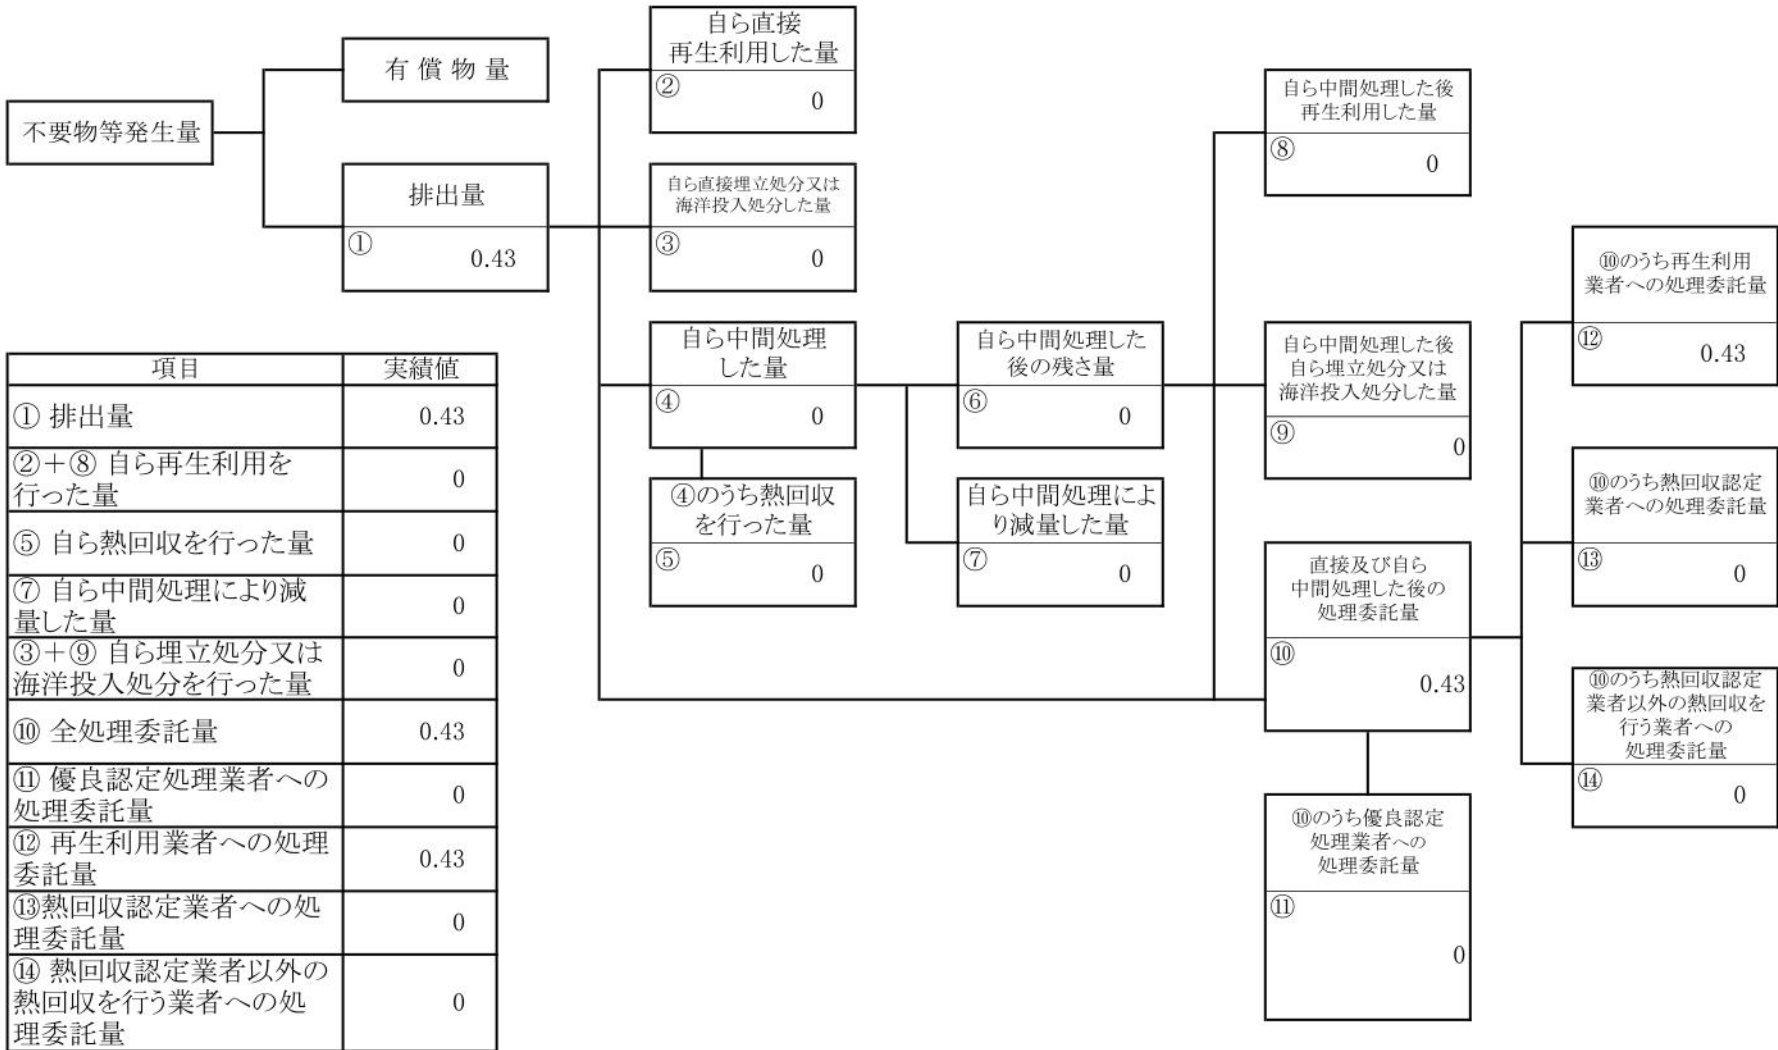 不要物等発生量
有償物量
排出量
①
0.43
自ら直接
再生利用した量
②
0
自ら直接埋立処分又は
海洋投入処分した量
③
0
自ら中間処理
した量
④
0
④のうち熱回収
を行った量
⑤
0
自ら中間処理した
後の残さ量
⑥
0
自ら中間処理によ
り減量した量
⑦
0
自ら中間処理した後
再生利用した量
⑧
0
自ら中間処理した後
自ら埋立処分又は
海洋投入処分した量
⑨
0
直接及び自ら
中間処理した後の
処理委託量
⑩
0.43
⑩のうち優良認定
処理業者への
処理委託量
⑪
0
⑩のうち再生利用
業者への処理委託量
⑫
0.43
⑩のうち熱回収認定
業者への処理委託量
⑬
0
⑩のうち熱回収認定
業者以外の熱回収を
行う業者への
処理委託量
⑭
0
項目 実績値
① 排出量 0.43
②+⑧ 自ら再生利用を
行った量 0
⑤ 自ら熱回収を行った量 0
⑦ 自ら中間処理により減
量した量 0
③+⑨ 自ら埋立処分又は
海洋投入処分を行った量 0
⑩ 全処理委託量 0.43
⑪ 優良認定処理業者への
処理委託量 0
⑫ 再生利用業者への処理
委託量 0.43
⑬熱回収認定業者への処
理委託量 0
⑭ 熱回収認定業者以外の
熱回収を行う業者への処
理委託量 0